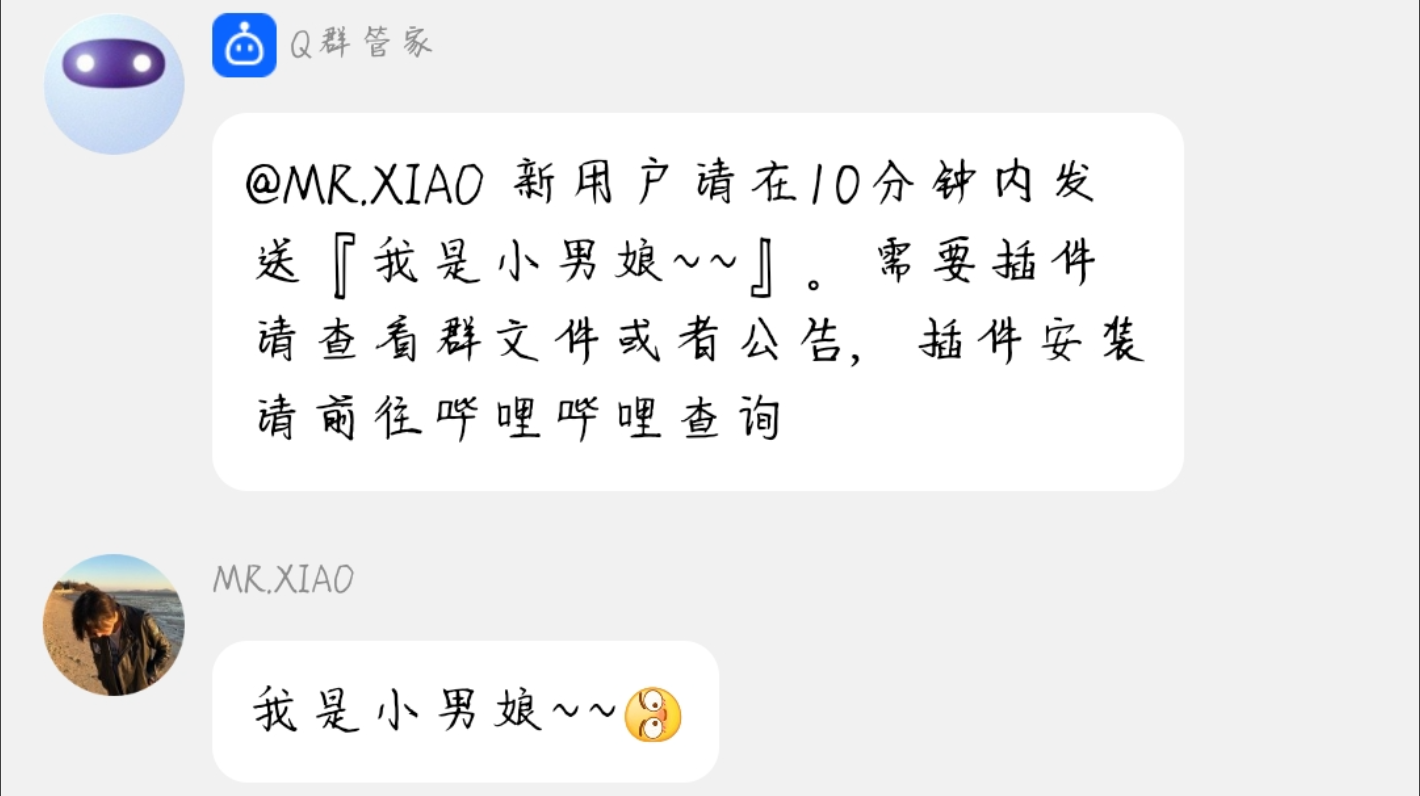 Q群管家
@MR.XIAO 新用户请在10分钟内发
送『我是小男娘~~』。需要插件
请查看群文件或者公告,插件安装
请前往哔哩哔哩查询
MR.XIAO
我是小男娘~~